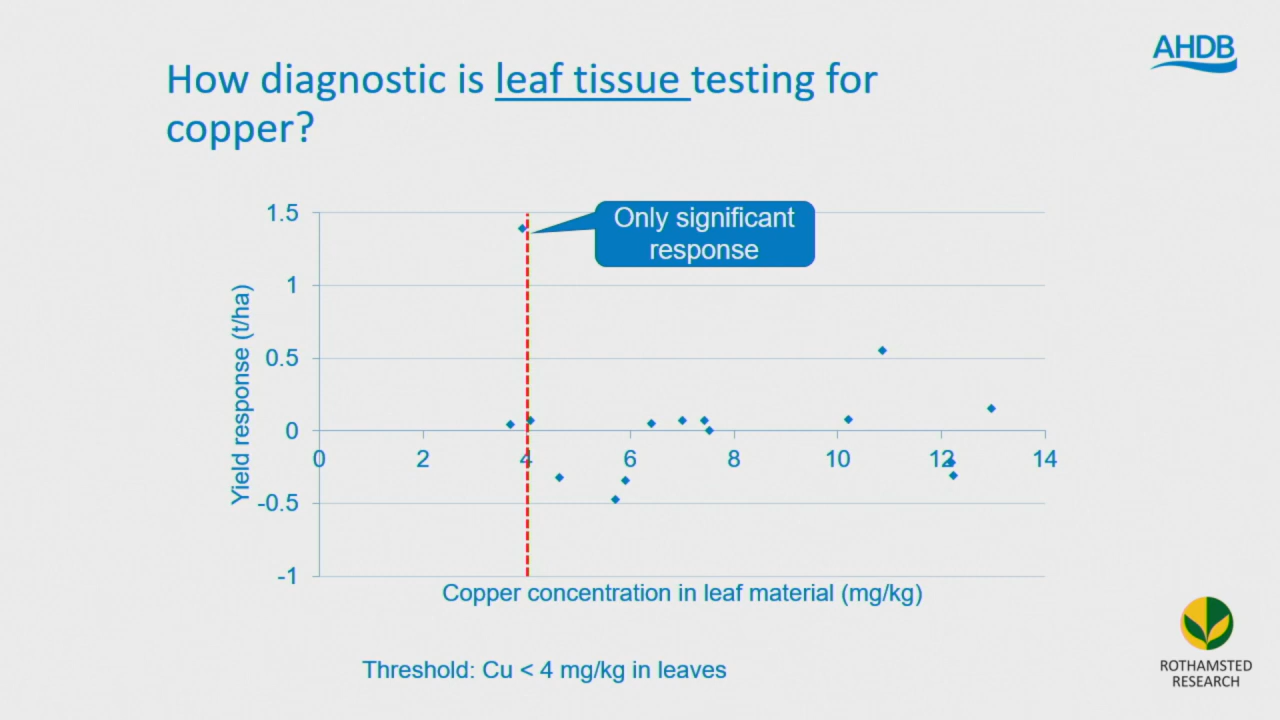 AHDB
How diagnostic is leaf tissue testing for
copper?
Only significant
response
Yield response (t/ha)
1.5
1
0.5
0
-0.5
-1
0 2 4 6 8 10 12 14
Copper concentration in leaf material (mg/kg)
Threshold: Cu < 4 mg/kg in leaves
ROTHAMSTED
RESEARCH